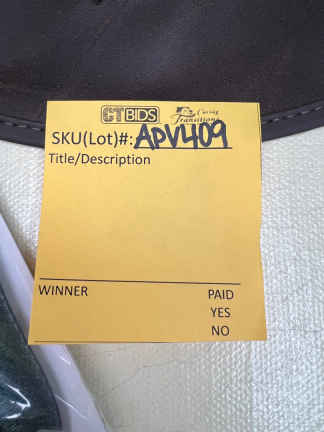 CTBIDS Caring Transitions
SKU(Lot)#: APV409
Title/Description
WINNER PAID
YES
NO